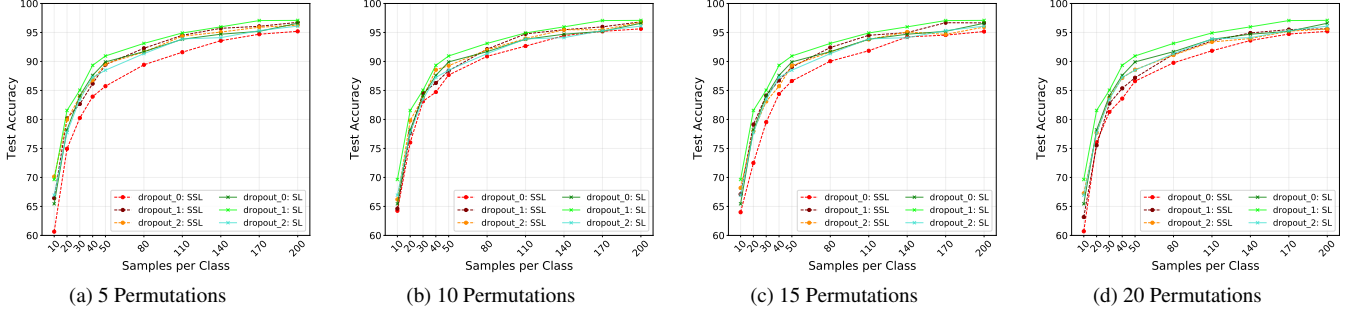 100
95
90
85
80
75
70
65
60
Test Accuracy
dropout_0: SSL
dropout_1: SSL
dropout_2: SSL
dropout_0: SL
dropout_1: SL
dropout_2: SL
10 20 30 40 50 80 110 140 170 200
Samples per Class
(a) 5 Permutations
100
95
90
85
80
75
70
65
60
Test Accuracy
dropout_0: SSL
dropout_1: SSL
dropout_2: SSL
dropout_0: SL
dropout_1: SL
dropout_2: SL
10 20 30 40 50 80 110 140 170 200
Samples per Class
(b) 10 Permutations
100
95
90
85
80
75
70
65
60
Test Accuracy
dropout_0: SSL
dropout_1: SSL
dropout_2: SSL
dropout_0: SL
dropout_1: SL
dropout_2: SL
10 20 30 40 50 80 110 140 170 200
Samples per Class
(c) 15 Permutations
100
95
90
85
80
75
70
65
60
Test Accuracy
dropout_0: SSL
dropout_1: SSL
dropout_2: SSL
dropout_0: SL
dropout_1: SL
dropout_2: SL
10 20 30 40 50 80 110 140 170 200
Samples per Class
(d) 20 Permutations